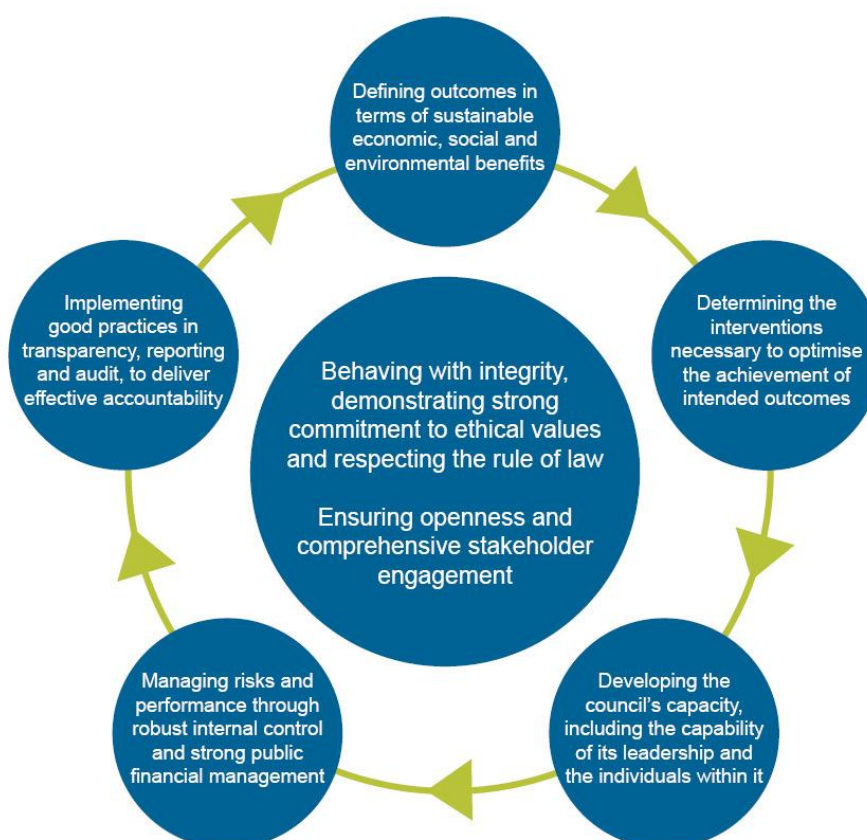 Defining outcomes in
terms of sustainable
economic, social and
environmental benefits
Determining the
interventions
necessary to optimise
the achievement of
intended outcomes
Developing the
council's capacity,
including the capability
of its leadership and
the individuals within it
Managing risks and
performance through
robust internal control
and strong public
financial management
Implementing
good practices in
transparency, reporting
and audit, to deliver
effective accountability
Behaving with integrity,
demonstrating strong
commitment to ethical values
and respecting the rule of law
Ensuring openness and
comprehensive stakeholder
engagement